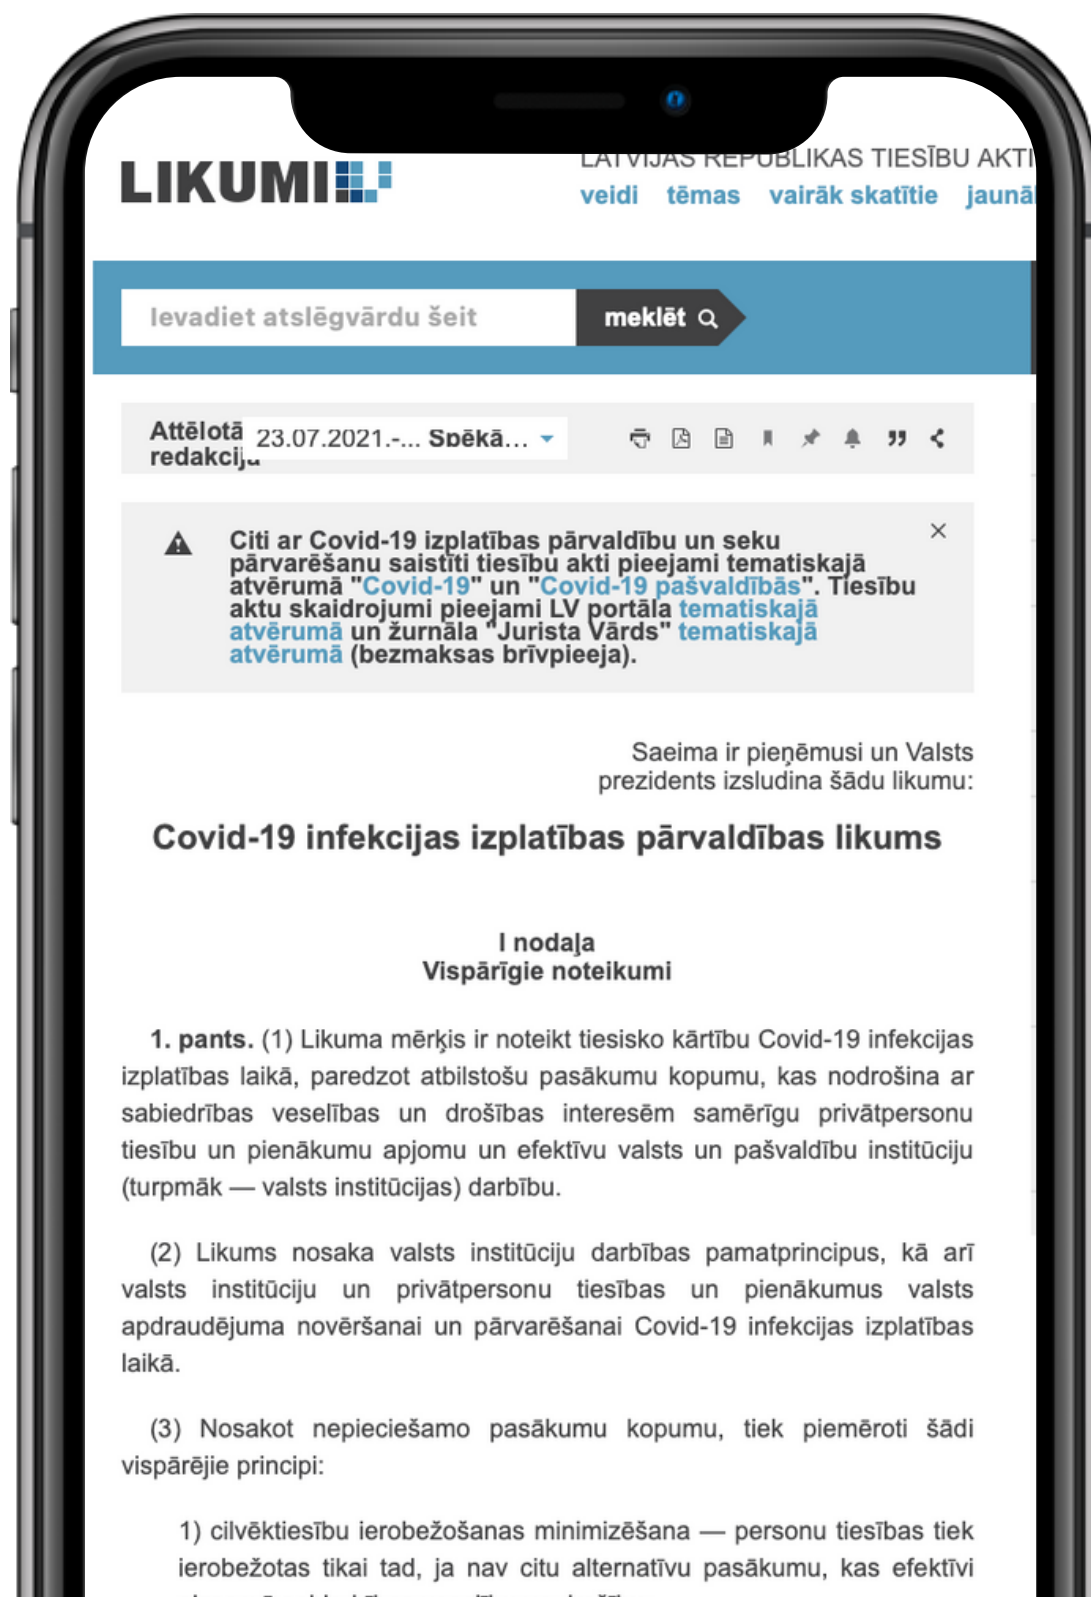 LIKUMI
LATVIJAS REPUBLIKAS TIESĪBU AKTI
veidi tēmas vairāk skatītie
Ievadiet atslēgvārdu šeit
meklēt
Attēlotā
redakcija
23.07.2021.-... Spēkā...
Citi ar Covid-19 izplatības pārvaldību un seku
pārvarēšanu saistīti tiesību akti pieejami tematiskajā
atvērumā "Covid-19" un "Covid-19 pašvaldībās". Tiesību
aktu skaidrojumi pieejami LV portāla tematiskajā
atvērumā un žurnāla "Jurista Vārds" tematiskajā
atvērumā (bezmaksas brīvpieeja).
Saeima ir pieņēmusi un Valsts
prezidents izsludina šādu likumu:
Covid-19 infekcijas izplatības pārvaldības likums
I nodaļa
Vispārīgie noteikumi
1. pants. (1) Likuma mērķis ir noteikt tiesisko kārtību Covid-19 infekcijas
izplatības laikā, paredzot atbilstošu pasākumu kopumu, kas nodrošina ar
sabiedrības veselības un drošības interesēm samērīgu privātpersonu
tiesību un pienākumu apjomu un efektīvu valsts un pašvaldību institūciju
(turpmāk — valsts institūcijas) darbību.
(2) Likums nosaka valsts institūciju darbības pamatprincipus, kā arī
valsts institūciju un privātpersonu tiesības un pienākumus valsts
apdraudējuma novēršanai un pārvarēšanai Covid-19 infekcijas izplatības
laikā.
(3) Nosakot nepieciešamo pasākumu kopumu, tiek piemēroti šādi
vispārējie principi:
1) cilvēktiesību ierobežošanas minimizēšana — personu tiesības tiek
ierobežotas tikai tad, ja nav citu alternatīvu pasākumu, kas efektīvi